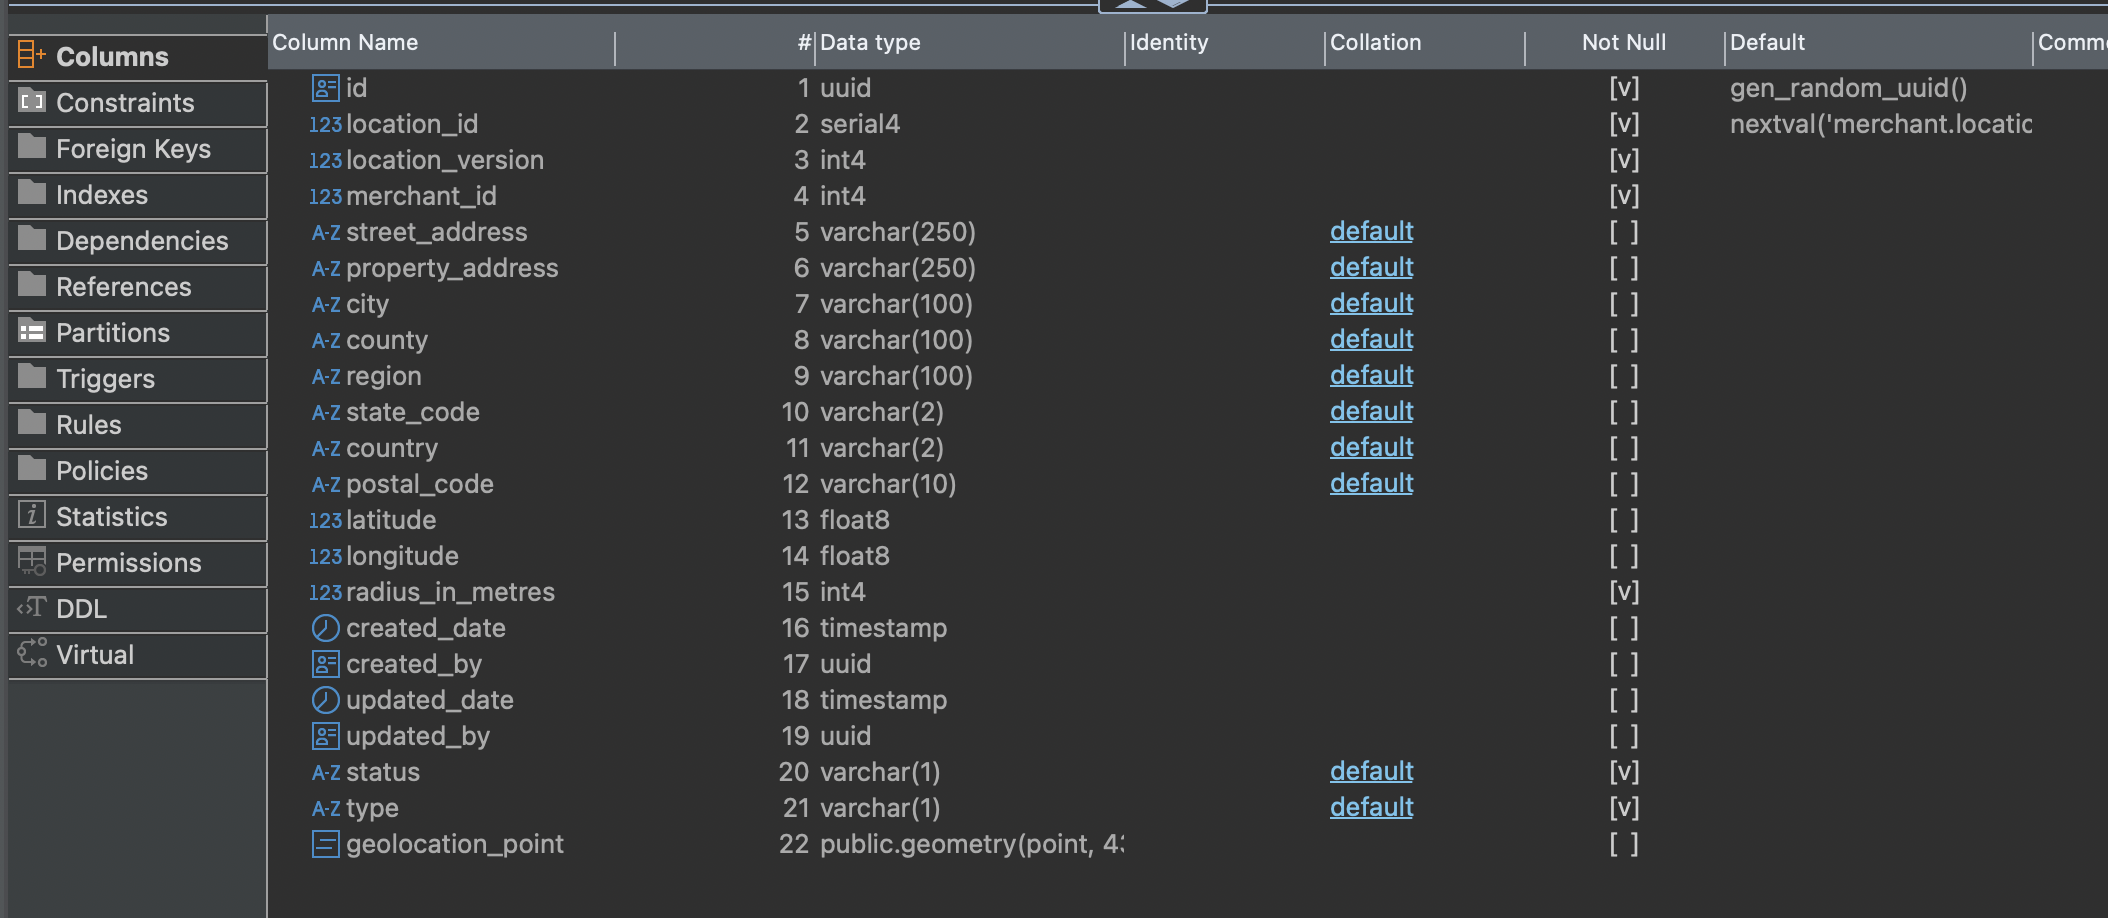 Columns
Constraints
Foreign Keys
Indexes
Dependencies
References
Partitions
Triggers
Rules
Policies
Statistics
Permissions
DDL
Virtual
Column Name # Data type Identity Collation Not Null Default Comme
id 1 uuid [v] gen_random_uuid()
123 location_id 2 serial4 [v] nextval('merchant.locatio
123 location_version 3 int4 [v]
123 merchant_id 4 int4 [v]
A-Z street_address 5 varchar(250) default [ ]
A-Z property_address 6 varchar(250) default [ ]
A-Z city 7 varchar(100) default [ ]
A-Z county 8 varchar(100) default [ ]
A-Z region 9 varchar(100) default [ ]
A-Z state_code 10 varchar(2) default [ ]
A-Z country 11 varchar(2) default [ ]
A-Z postal_code 12 varchar(10) default [ ]
123 latitude 13 float8 [ ]
123 longitude 14 float8 [ ]
123 radius_in_metres 15 int4 [v]
created_date 16 timestamp [ ]
created_by 17 uuid [ ]
updated_date 18 timestamp [ ]
updated_by 19 uuid [ ]
A-Z status 20 varchar(1) default [v]
A-Z type 21 varchar(1) default [v]
geolocation_point 22 public.geometry(point, 4 [ ]